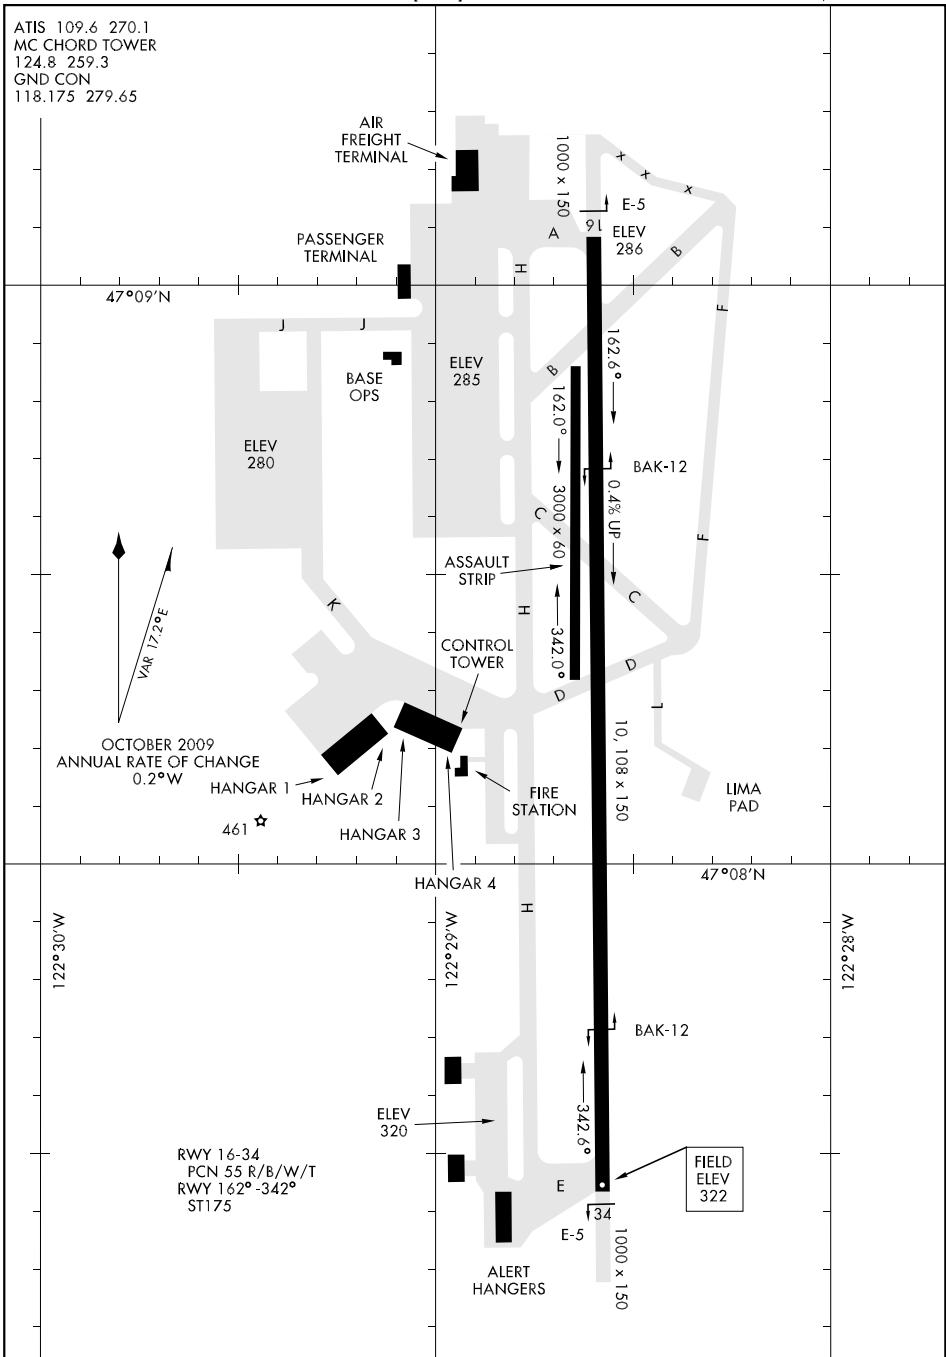 ATIS 109.6 270.1
MC CHORD TOWER
124.8 259.3
GND CON
118.175 279.65
AIR
FREIGHT
TERMINAL
1000 x 150
x
x
x
E-5
16
ELEV
286
A
B
PASSENGER
TERMINAL
H
47°09'N
F
J
J
162.6°
BASE
OPS
ELEV
285
B
162.0°
ELEV
280
BAK-12
0.4% UP
3000 x 60
C
F
ASSAULT
STRIP
C
K
H
VAR 17.2°E
342.0°
CONTROL
TOWER
D
D
L
OCTOBER 2009
ANNUAL RATE OF CHANGE
0.2°W
10, 108 x 150
HANGAR 1
HANGAR 2
FIRE
STATION
LIMA
PAD
461
HANGAR 3
HANGAR 4
47°08'N
H
122°30'W
122°29'W
122°28'W
BAK-12
342.6°
ELEV
320
RWY 16-34
PCN 55 R/B/W/T
RWY 162°-342°
ST175
FIELD
ELEV
322
E
34
E-5
1000 x 150
ALERT
HANGERS